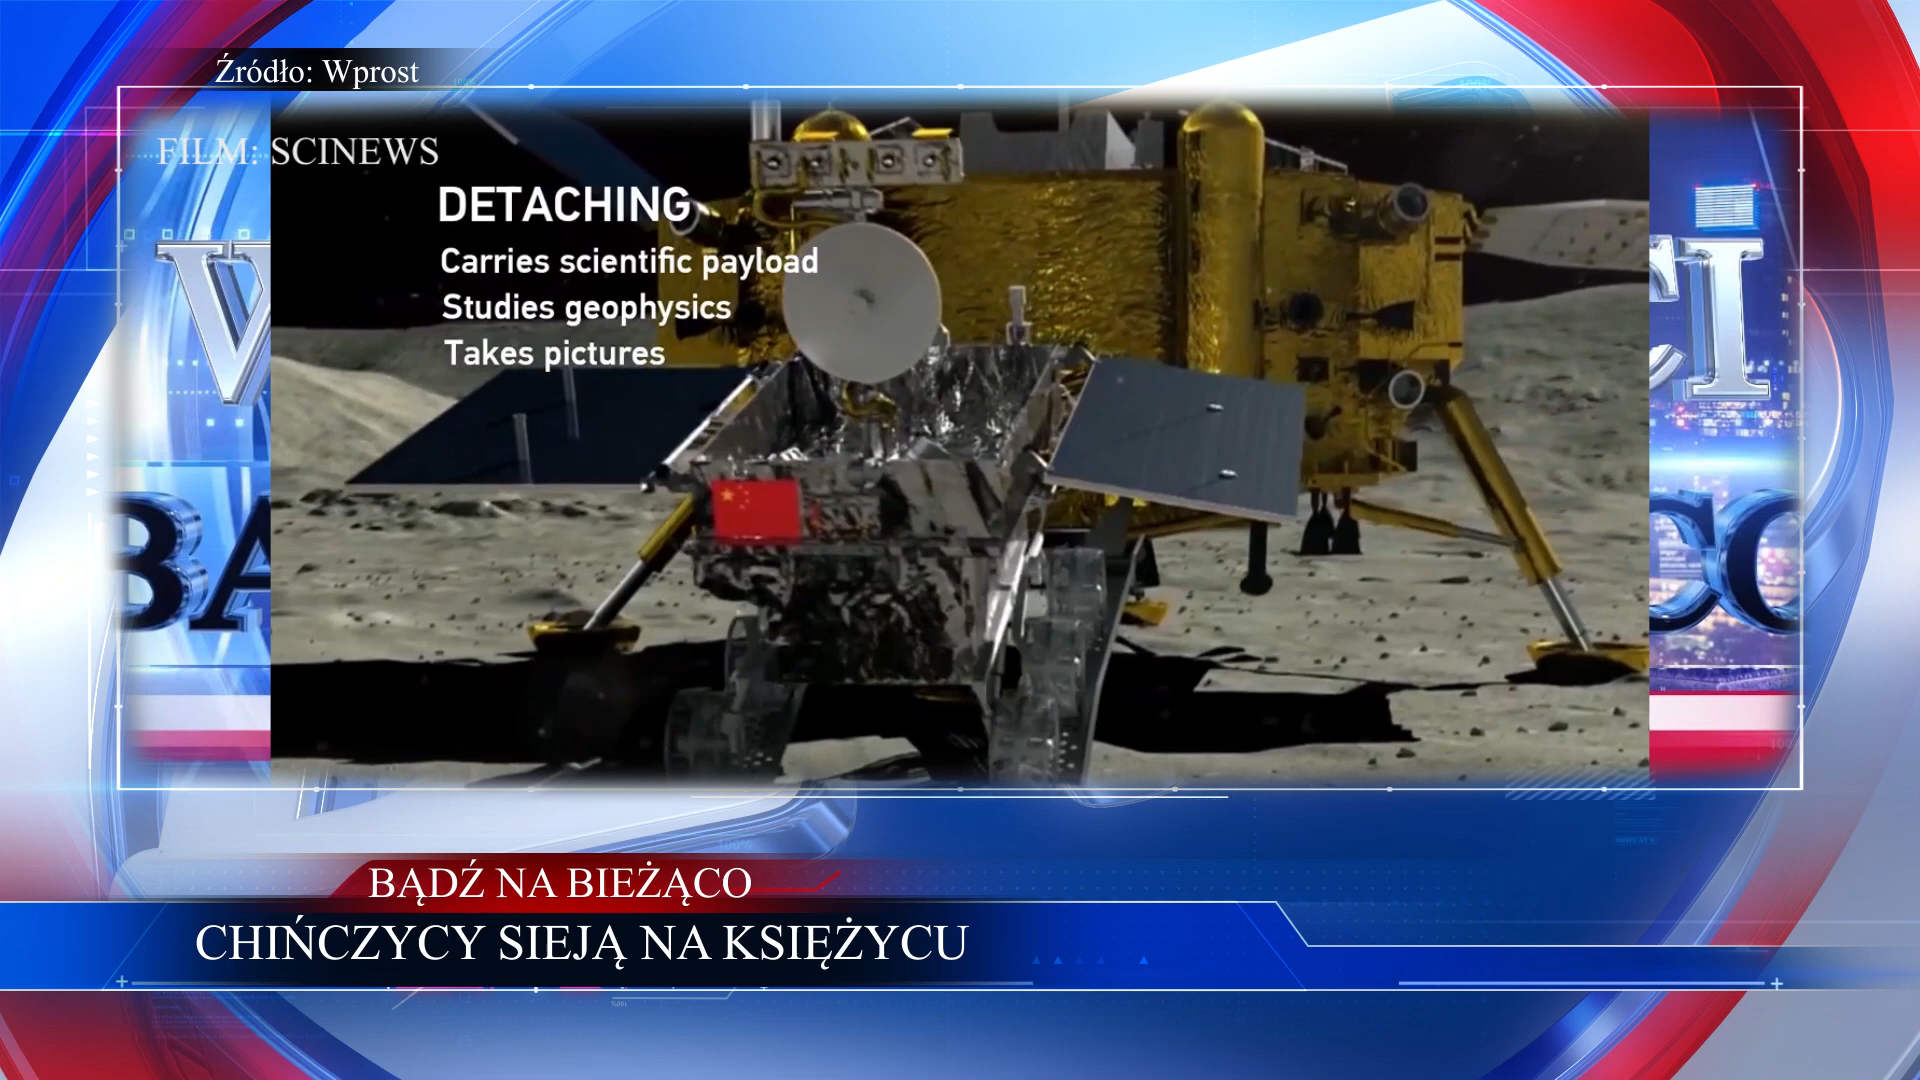 Źródło: Wprost
FILM: SCINEWS
DETACHING
Carries scientific payload
Studies geophysics
Takes pictures
BĄDŹ NA BIEŻĄCO
CHIŃCZYCY SIEJĄ NA KSIĘŻYCU